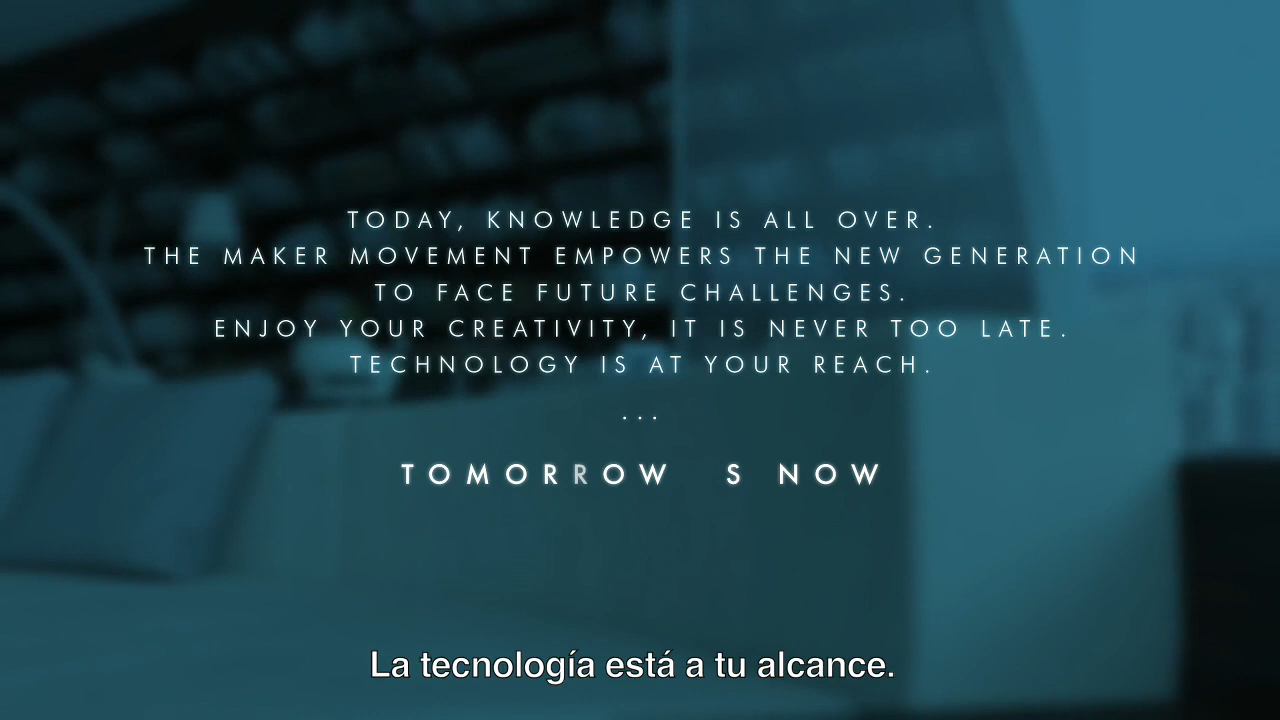 TODAY, KNOWLEDGE IS ALL OVER.
THE MAKER MOVEMENT EMPOWERS THE NEW GENERATION
TO FACE FUTURE CHALLENGES.
ENJOY YOUR CREATIVITY, IT IS NEVER TOO LATE.
TECHNOLOGY IS AT YOUR REACH.
...
TOMORROW S NOW
La tecnología está a tu alcance.